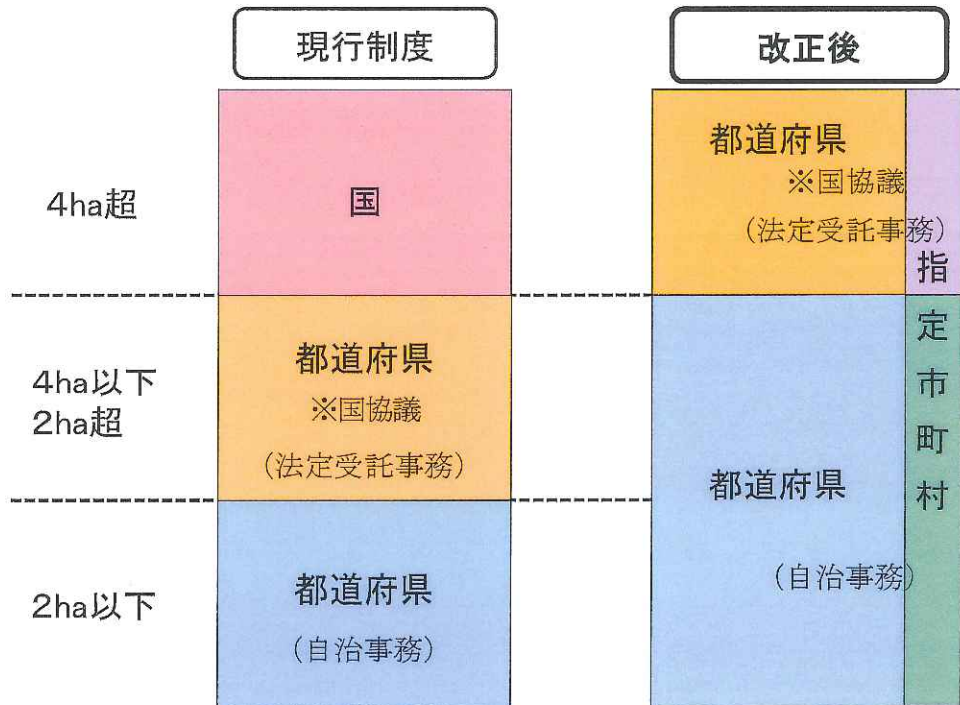 現行制度
改正後
4ha超
国
都道府県
※国協議
(法定受託事務)
指定市町村
4ha以下
2ha超
都道府県
※国協議
(法定受託事務)
都道府県
(自治事務)
2ha以下
都道府県
(自治事務)